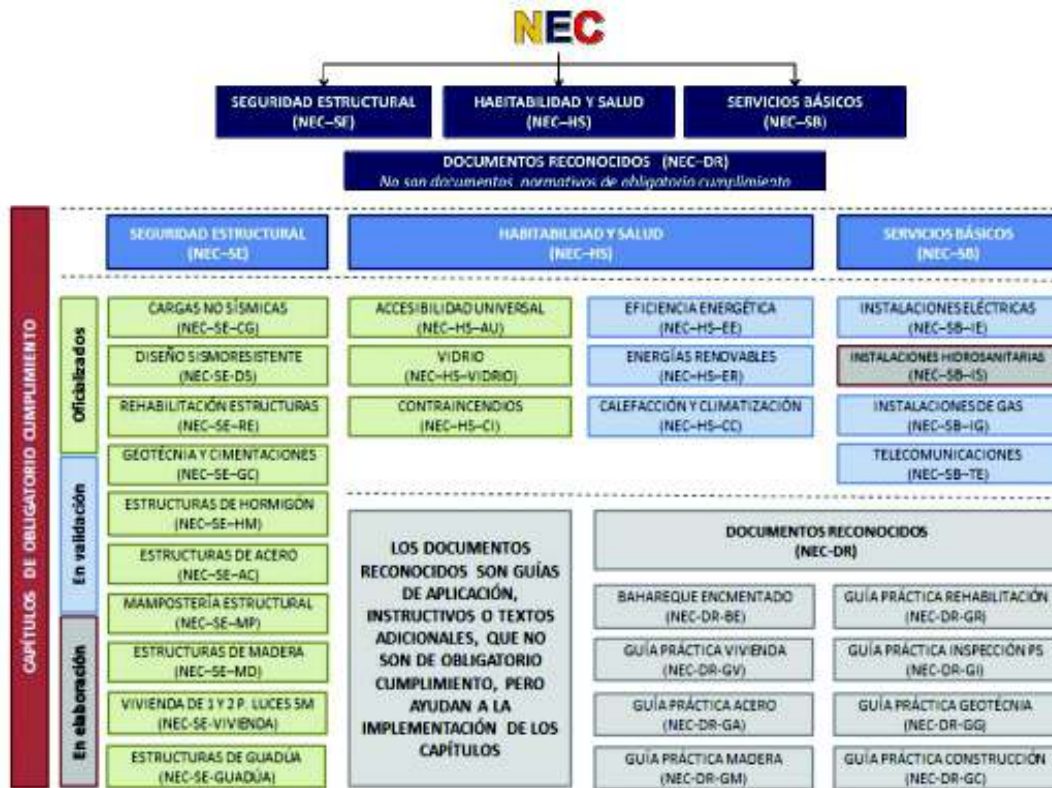 NEC
SEGURIDAD ESTRUCTURAL
(NEC–SE)
HABITABILIDAD Y SALUD
(NEC–HS)
SERVICIOS BÁSICOS
(NEC–SB)
DOCUMENTOS RECONOCIDOS (NEC–DR)
No son documentos normativos de obligatorio cumplimiento
CAPÍTULOS DE OBLIGATORIO CUMPLIMIENTO
Oficializados
En validación
En elaboración
SEGURIDAD ESTRUCTURAL
(NEC–SE)
CARGAS NO SÍSMICAS
(NEC–SE–CG)
DISEÑO SISMORESISTENTE
(NEC-SE-DS)
REHABILITACIÓN ESTRUCTURAS
(NEC–SE–RE)
GEOTÉCNIA Y CIMENTACIONES
(NEC–SE–GC)
ESTRUCTURAS DE HORMIGÓN
(NEC–SE–HM)
ESTRUCTURAS DE ACERO
(NEC–SE–AC)
MAMPOSTERÍA ESTRUCTURAL
(NEC–SE–MP)
ESTRUCTURAS DE MADERA
(NEC–SE–MD)
VIVIENDA DE 1 Y 2 P. LUCES 5M
(NEC-SE-VIVIENDA)
ESTRUCTURAS DE GUADÚA
(NEC-SE-GUADÚA)
HABITABILIDAD Y SALUD
(NEC–HS)
ACCESIBILIDAD UNIVERSAL
(NEC–HS–AU)
VIDRIO
(NEC–HS–VIDRIO)
CONTRAINCENDIOS
(NEC–HS–CI)
EFICIENCIA ENERGÉTICA
(NEC–HS–EE)
ENERGÍAS RENOVABLES
(NEC–HS–ER)
CALEFACCIÓN Y CLIMATIZACIÓN
(NEC–HS–CC)
SERVICIOS BÁSICOS
(NEC–SB)
INSTALACIONES ELÉCTRICAS
(NEC–SB–IE)
INSTALACIONES HIDROSANITARIAS
(NEC–SB–IS)
INSTALACIONES DE GAS
(NEC–SB–IG)
TELECOMUNICACIONES
(NEC–SB–TE)
LOS DOCUMENTOS
RECONOCIDOS SON GUÍAS
DE APLICACIÓN,
INSTRUCTIVOS O TEXTOS
ADICIONALES, QUE NO
SON DE OBLIGATORIO
CUMPLIMIENTO, PERO
AYUDAN A LA
IMPLEMENTACIÓN DE LOS
CAPÍTULOS
DOCUMENTOS RECONOCIDOS
(NEC-DR)
BAHAREQUE ENCMENTADO
(NEC-DR-BE)
GUÍA PRÁCTICA VIVIENDA
(NEC-DR-GV)
GUÍA PRÁCTICA ACERO
(NEC-DR-GA)
GUÍA PRÁCTICA MADERA
(NEC-DR-GM)
GUÍA PRÁCTICA REHABILITACIÓN
(NEC-DR-GR)
GUÍA PRÁCTICA INSPECCIÓN PS
(NEC-DR-GI)
GUÍA PRÁCTICA GEOTÉCNIA
(NEC-DR-GG)
GUÍA PRÁCTICA CONSTRUCCIÓN
(NEC-DR-GC)